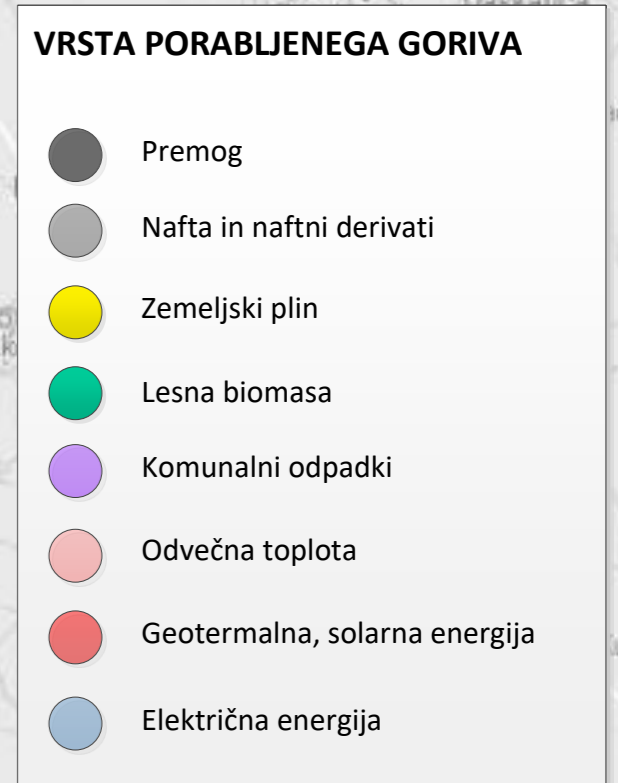 VRSTA PORABLJENEGA GORIVA
Premog
Nafta in naftni derivati
Zemeljski plin
Lesna biomasa
Komunalni odpadki
Odvečna toplota
Geotermalna, solarna energija
Električna energija